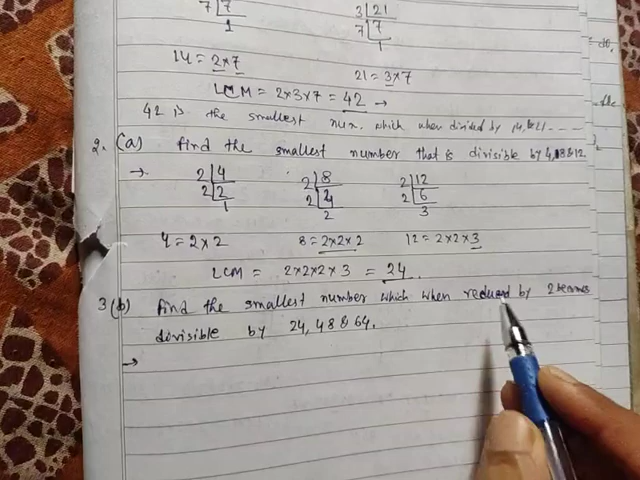 7 7 3 21
1 7 7
1
14 = 2×7 21 = 3×7
LCM = 2×3×7 = 42 →
42 is the smallest num. which when divided by 14, &21 - - -
2. (a) find the smallest number that is divisible by 4, 8 & 12.
→ 2 4 2 8 2 12
2 2 2 4 2 6
1 2 3
4 = 2×2 8 = 2×2×2 12 = 2×2×3
LCM = 2×2×2×3 = 24.
3 (b) find the smallest number which when reduced by 2
divisible by 24, 48 & 64.
→